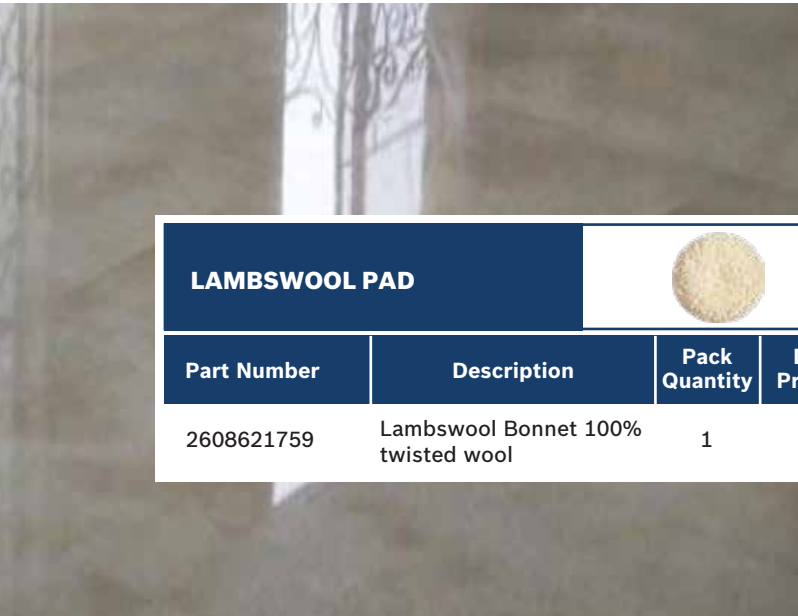 LAMBSWOOL PAD
Part Number
Description
Pack
Quantity
2608621759
Lambswool Bonnet 100%
twisted wool
1